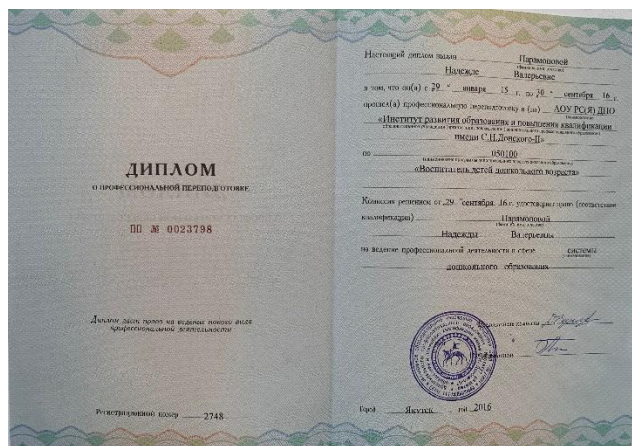 ДИПЛОМ
О ПРОФЕССИОНАЛЬНОЙ ПЕРЕПОДГОТОВКЕ
ПП № 0023798
Диплом дает право на ведение нового вида
профессиональной деятельности
Регистрационный номер 2748
Настоящий диплом выдан Парамоновой
Надежде Валерьевне
в том, что он(а) с 29 " января 15 г. по 30 " сентября 16 г.
прошел(а) профессиональную переподготовку в (на) АОУ РС(Я) ДПО
«Институт развития образования и повышения квалификации
имени С.Н.Донского-II»
по 050100
«Воспитатель детей дошкольного возраста»
Комиссия решением от 29 "сентября 16 г. удостоверяет право (соответствие
квалификации) Парамоновой
Надежды Валерьевны
на ведение профессиональной деятельности в сфере системы
дошкольного образования
Город Якутск год 2016